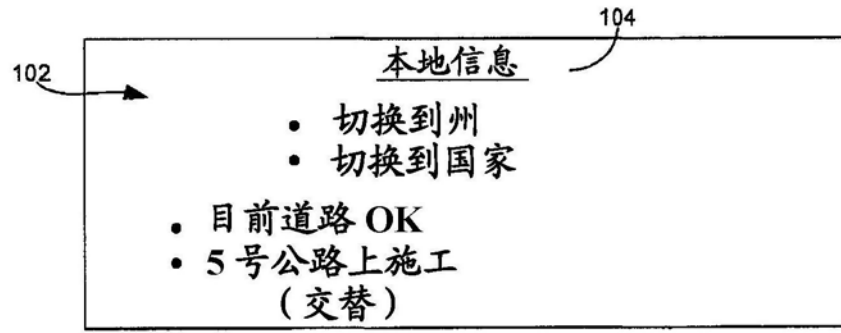 104
本地信息
102
• 切换到州
• 切换到国家
• 目前道路 OK
• 5 号公路上施工
（交替）